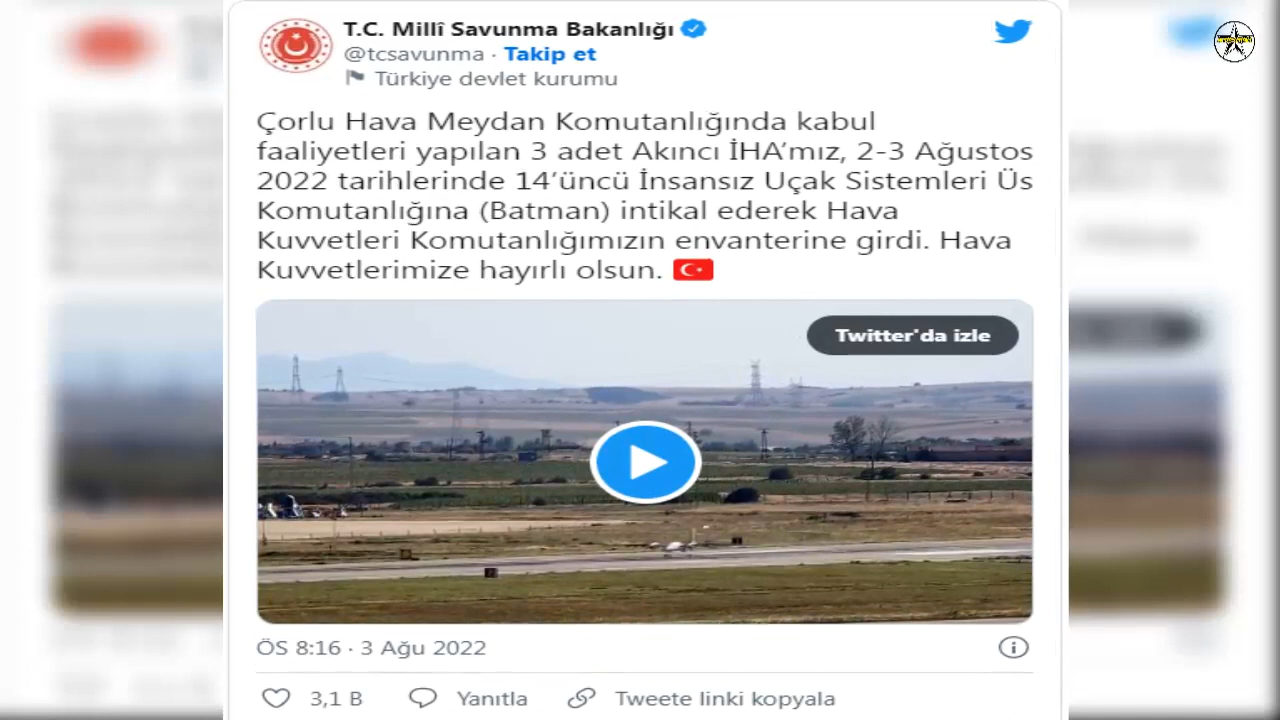 T.C. Millî Savunma Bakanlığı
@tcsavunma · Takip et
Türkiye devlet kurumu
Çorlu Hava Meydan Komutanlığında kabul
faaliyetleri yapılan 3 adet Akıncı İHA’mız, 2-3 Ağustos
2022 tarihlerinde 14’üncü İnsansız Uçak Sistemleri Üs
Komutanlığına (Batman) intikal ederek Hava
Kuvvetleri Komutanlığımızın envanterine girdi. Hava
Kuvvetlerimize hayırlı olsun.
Twitter'da izle
ÖS 8:16 · 3 Ağu 2022
3,1 B Yanıtla Tweete linki kopyala